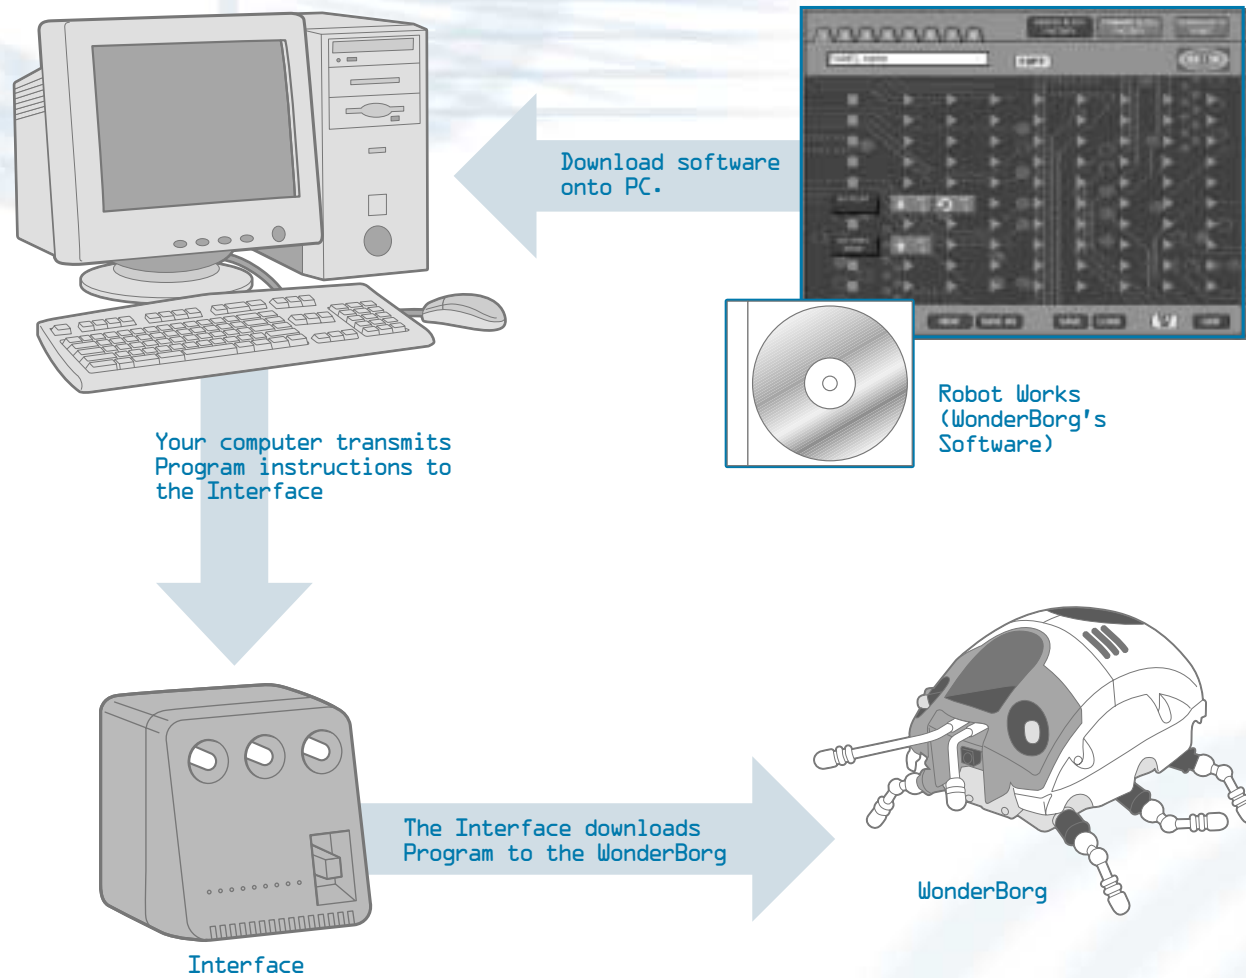 Download software
onto PC.
Robot Works
(WonderBorg's
Software)
Your computer transmits
Program instructions to
the Interface
The Interface downloads
Program to the WonderBorg
WonderBorg
Interface